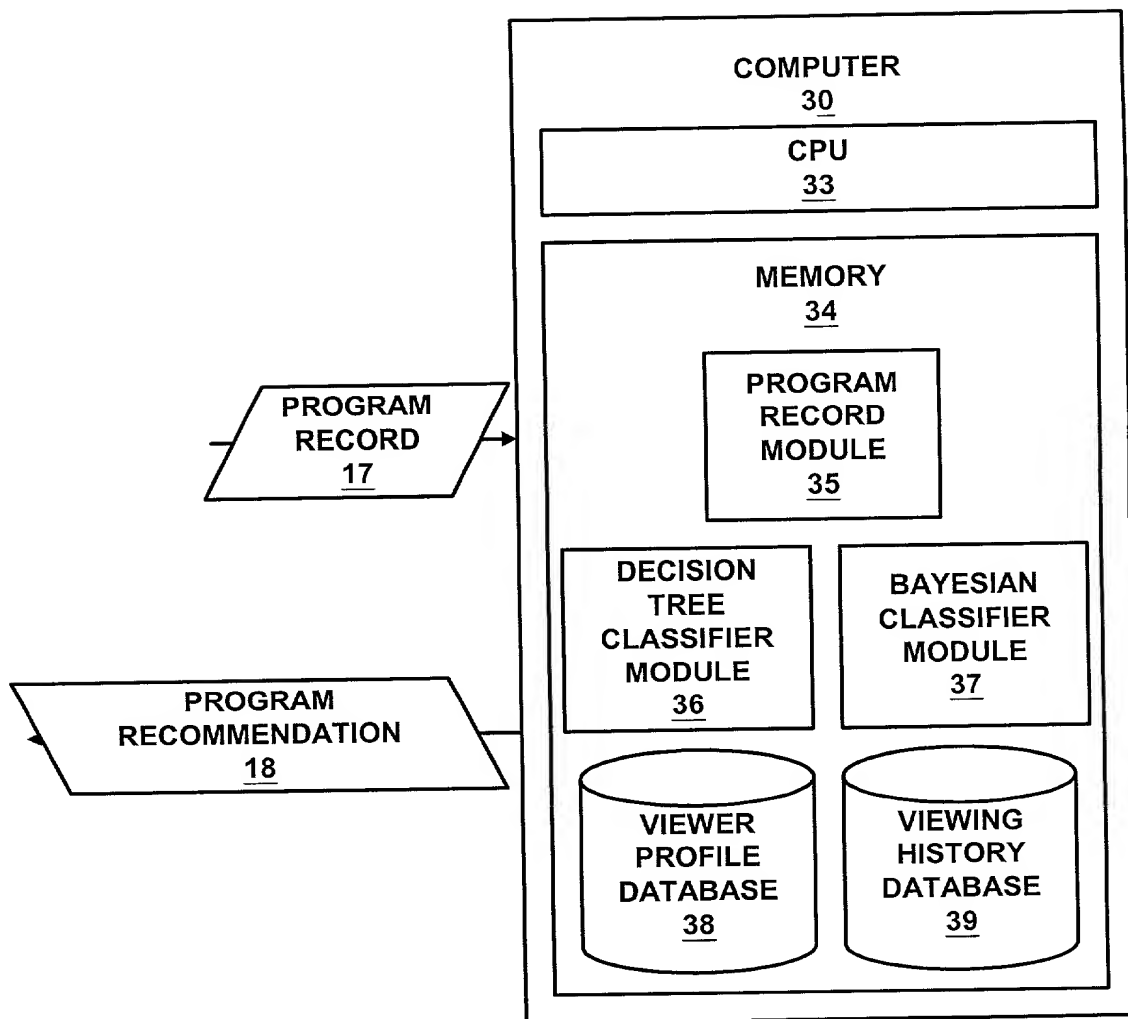 COMPUTER
30
CPU
33
MEMORY
34
PROGRAM
RECORD
MODULE
35
PROGRAM
RECORD
17
DECISION
TREE
CLASSIFIER
MODULE
36
BAYESIAN
CLASSIFIER
MODULE
37
PROGRAM
RECOMMENDATION
18
VIEWER
PROFILE
DATABASE
38
VIEWING
HISTORY
DATABASE
39